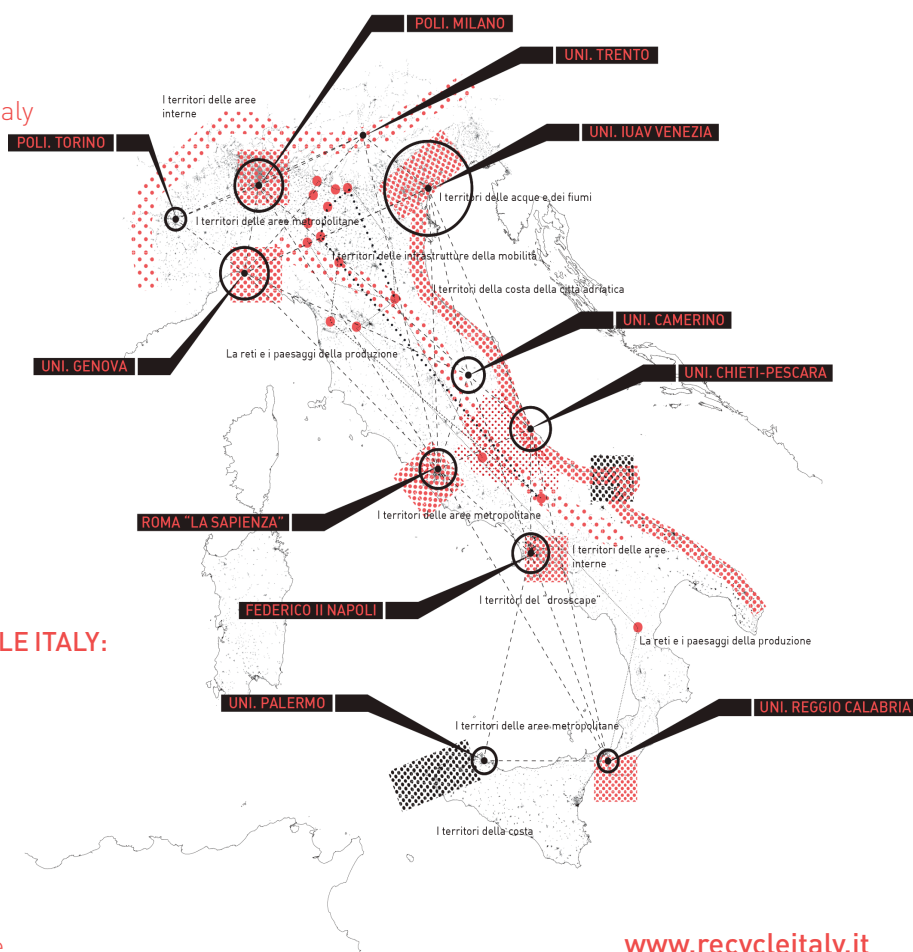 POLI. MILANO
UNI. TRENTO
I territori delle aree
interne
aly
POLI. TORINO
UNI. IUAV VENEZIA
I territori delle acque e dei fiumi
I territori delle aree metropolitane
I territori delle infrastrutture della mobilità
I territori della costa della città adriatica
UNI. CAMERINO
La reti e i paesaggi della produzione
UNI. GENOVA
UNI. CHIETI-PESCARA
I territori delle aree metropolitane
ROMA "LA SAPIENZA"
I territori delle aree
interne
I territori del "drosscape"
FEDERICO II NAPOLI
LE ITALY:
La reti e i paesaggi della produzione
UNI. PALERMO
UNI. REGGIO CALABRIA
I territori delle aree metropolitane
I territori della costa
www.recycleitaly.it